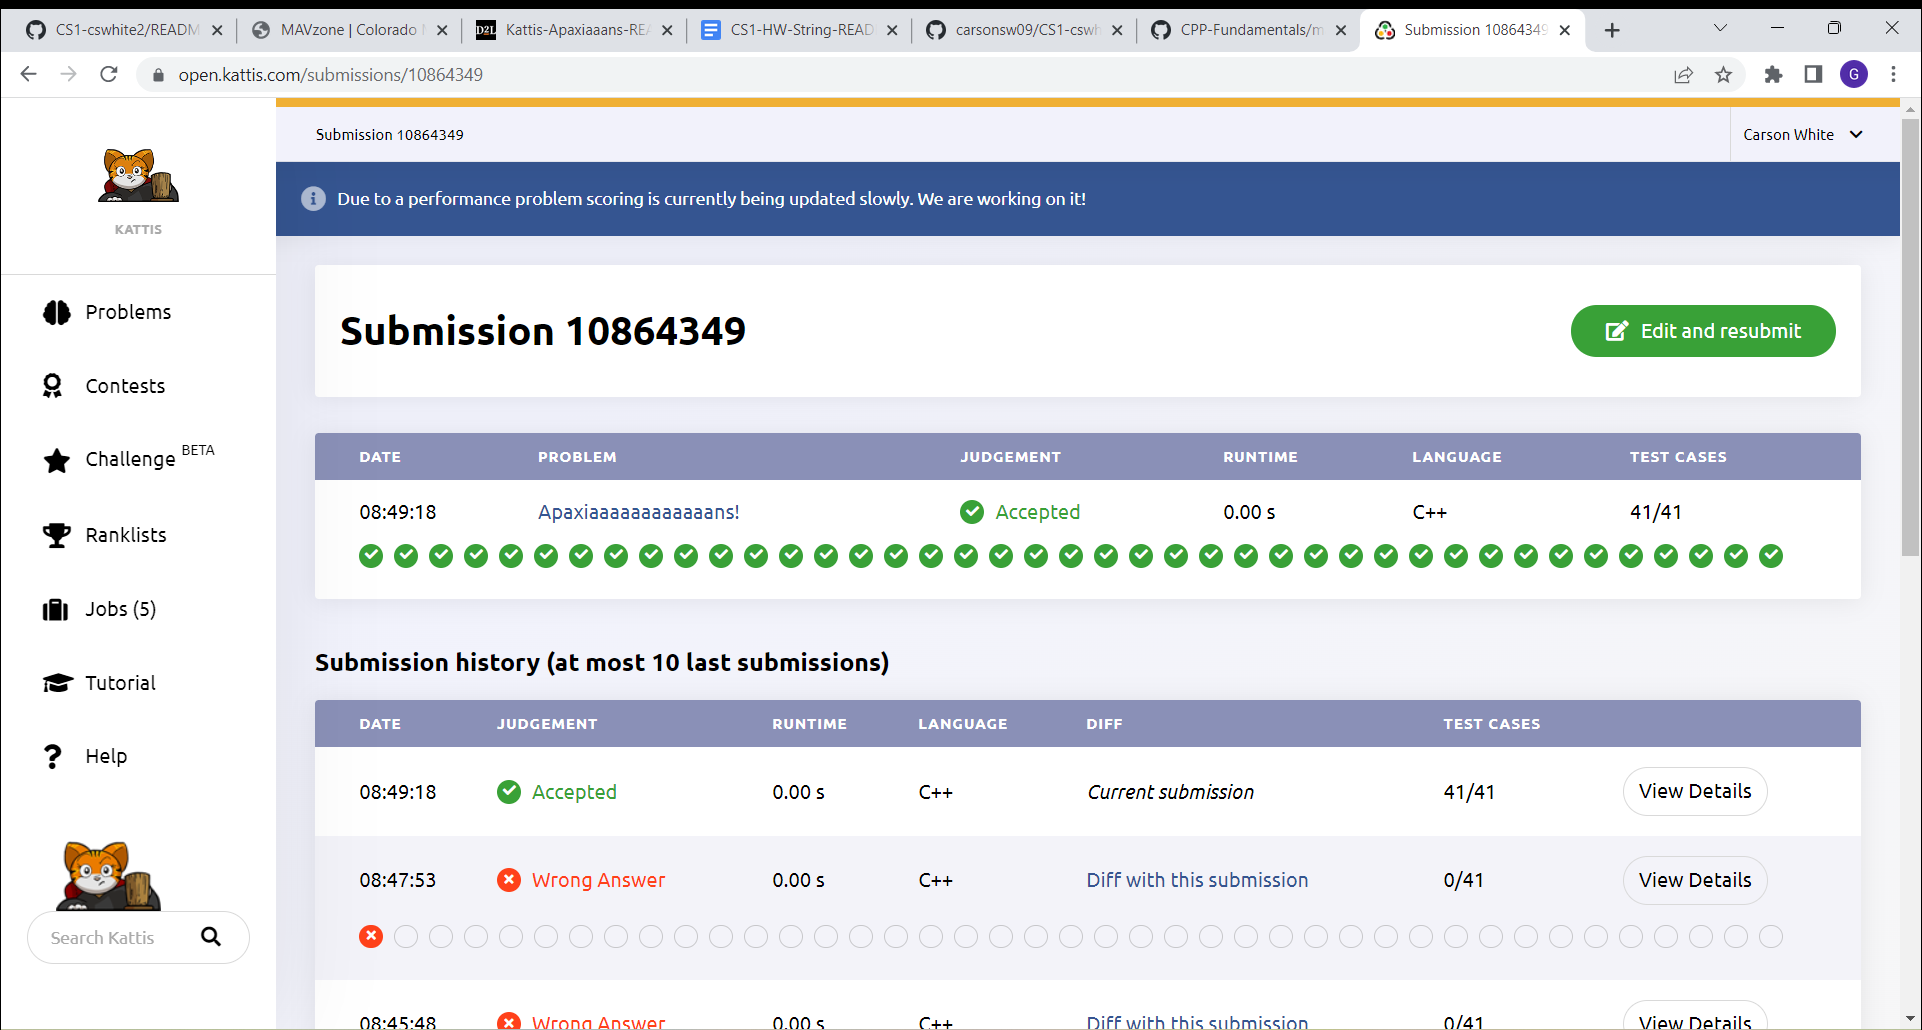 CS1-cswhite2/READM MAVzone | Colorado M Kattis-Apaxiaaans-REA CS1-HW-String-READ carsonsw09/CS1-cswh CPP-Fundamentals/m Submission 10864349
open.kattis.com/submissions/10864349 G
Submission 10864349 Carson White
Due to a performance problem scoring is currently being updated slowly. We are working on it!
KATTIS
Problems
Contests
Challenge BETA
Ranklists
Jobs (5)
Tutorial
Help
Search Kattis
Submission 10864349 Edit and resubmit
DATE PROBLEM JUDGEMENT RUNTIME LANGUAGE TEST CASES
08:49:18 Apaxiaaaaaaaaaaaans! Accepted 0.00 s C++ 41/41
Submission history (at most 10 last submissions)
DATE JUDGEMENT RUNTIME LANGUAGE DIFF TEST CASES
08:49:18 Accepted 0.00 s C++ Current submission 41/41 View Details
08:47:53 Wrong Answer 0.00 s C++ Diff with this submission 0/41 View Details
08:45:48 Wrong Answer 0.00 s C++ Diff with this submission 0/41 View Details